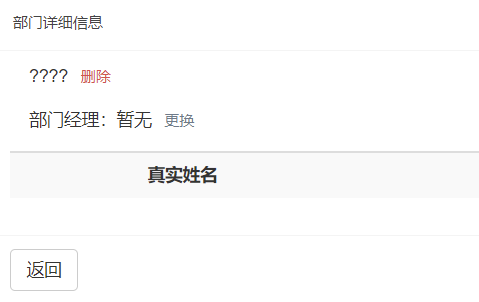 部门详细信息
???? 删除
部门经理：暂无 更换
真实姓名
返回